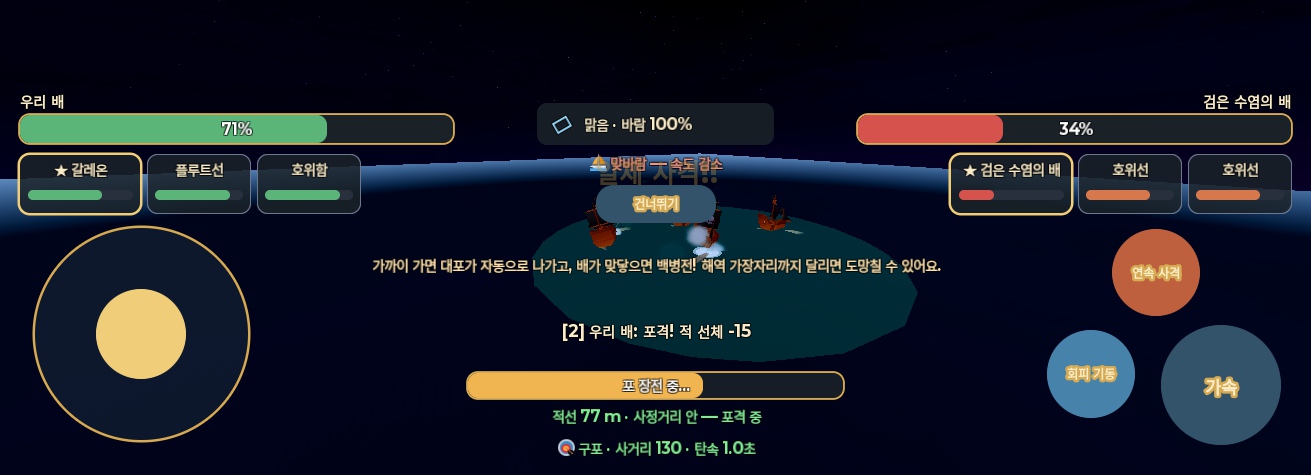 우리 배
검은 수염의 배
71%
맑음 · 바람 100%
34%
★ 갈레온
플루트선
호위함
⛵ 맞바람 — 속도 감소
일제 사격!!
★ 검은 수염의 배
호위선
호위선
건너뛰기
가까이 가면 대포가 자동으로 나가고, 배가 맞닿으면 백병전! 해역 가장자리까지 달리면 도망칠 수 있어요.
연속 사격
[2] 우리 배: 포격! 적 선체 -15
회피 기동
가속
포 장전 중...
적선 77 m · 사정거리 안 — 포격 중
구포 · 사거리 130 · 탄속 1.0초